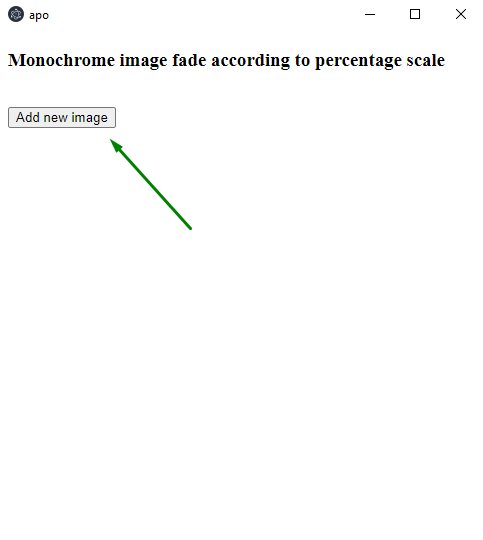 apo
Monochrome image fade according to percentage scale
Add new image